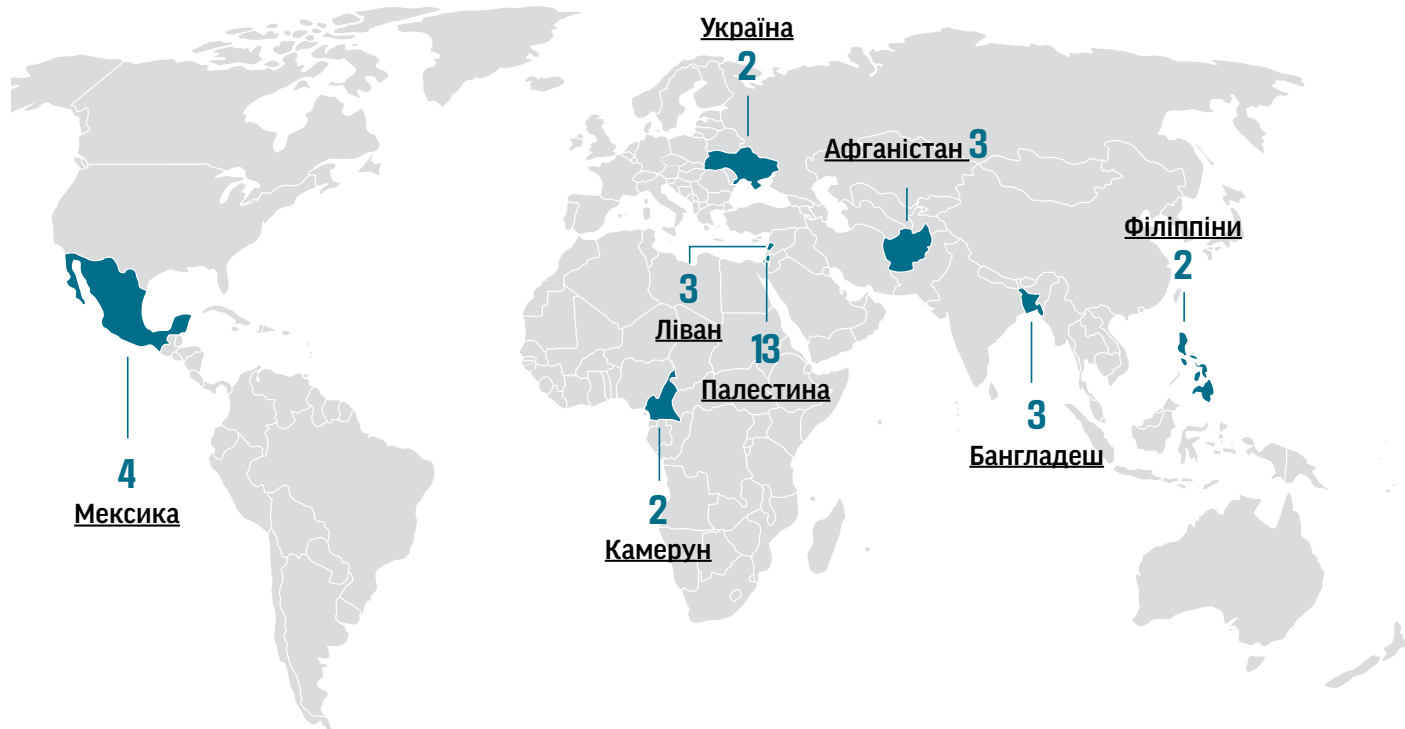 Україна
2
Афганістан 3
Філіппіни
2
3
Ліван
13
Палестина
3
Бангладеш
4
Мексика
2
Камерун